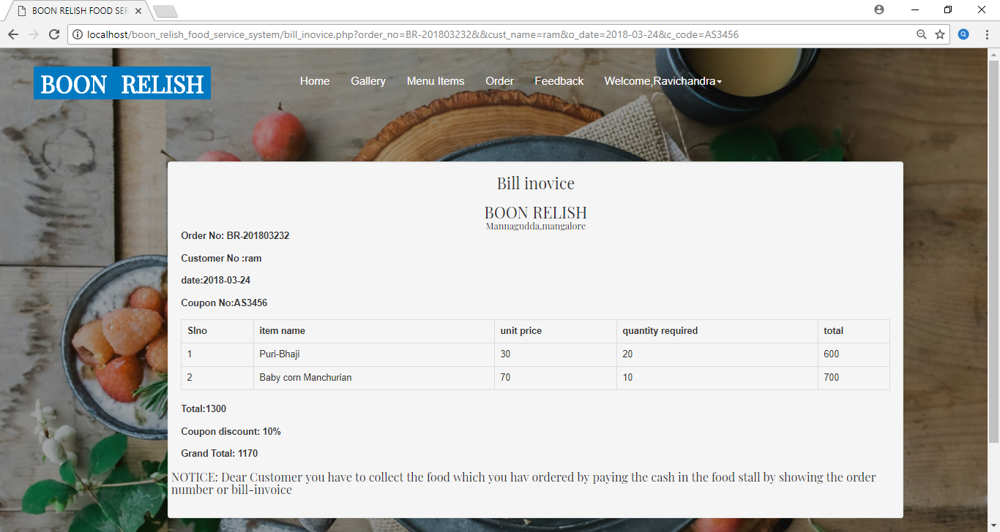 BOON RELISH FOOD SER
localhost/boon_relish_food_service_system/bill_inovice.php?order_no=BR-201803232&&cust_name=ram&o_date=2018-03-24&c_code=AS3456
BOON RELISH
Home Gallery Menu Items Order Feedback Welcome,Ravichandra
Bill inovice
BOON RELISH
Mannagudda,mangalore
Order No: BR-201803232
Customer No :ram
date:2018-03-24
Coupon No:AS3456
Slno item name unit price quantity required total
1 Puri-Bhaji 30 20 600
2 Baby corn Manchurian 70 10 700
Total:1300
Coupon discount: 10%
Grand Total: 1170
NOTICE: Dear Customer you have to collect the food which you hav ordered by paying the cash in the food stall by showing the order
number or bill-invoice